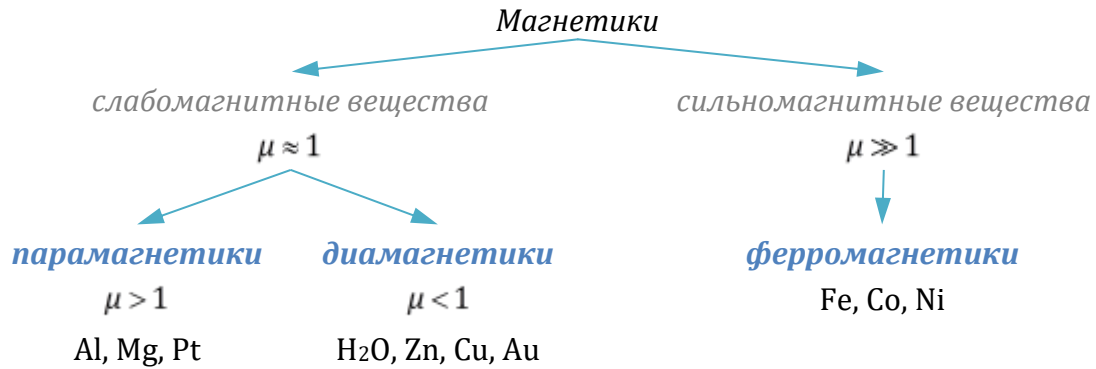 Магнетики
слабомагнитные вещества
сильномагнитные вещества
μ ≈ 1
μ ≫ 1
парамагнетики
диамагнетики
ферромагнетики
μ > 1
μ < 1
Fe, Co, Ni
Al, Mg, Pt
H2O, Zn, Cu, Au